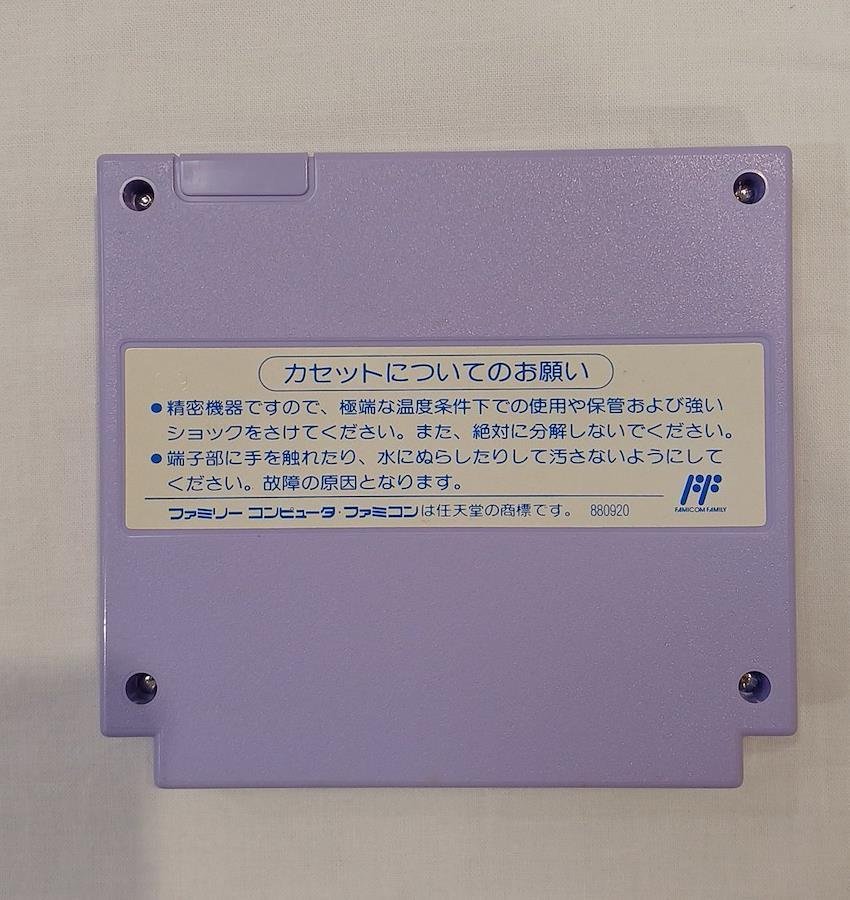 カセットについてのお願い
●精密機器ですので、極端な温度条件下での使用や保管および強い
ショックをさけてください。また、絶対に分解しないでください。
●端子部に手を触れたり、水にぬらしたりして汚さないようにして
ください。故障の原因となります。
FF
FAMICOM FAMILY
ファミリー コンピュータ・ファミコンは任天堂の商標です。 880920